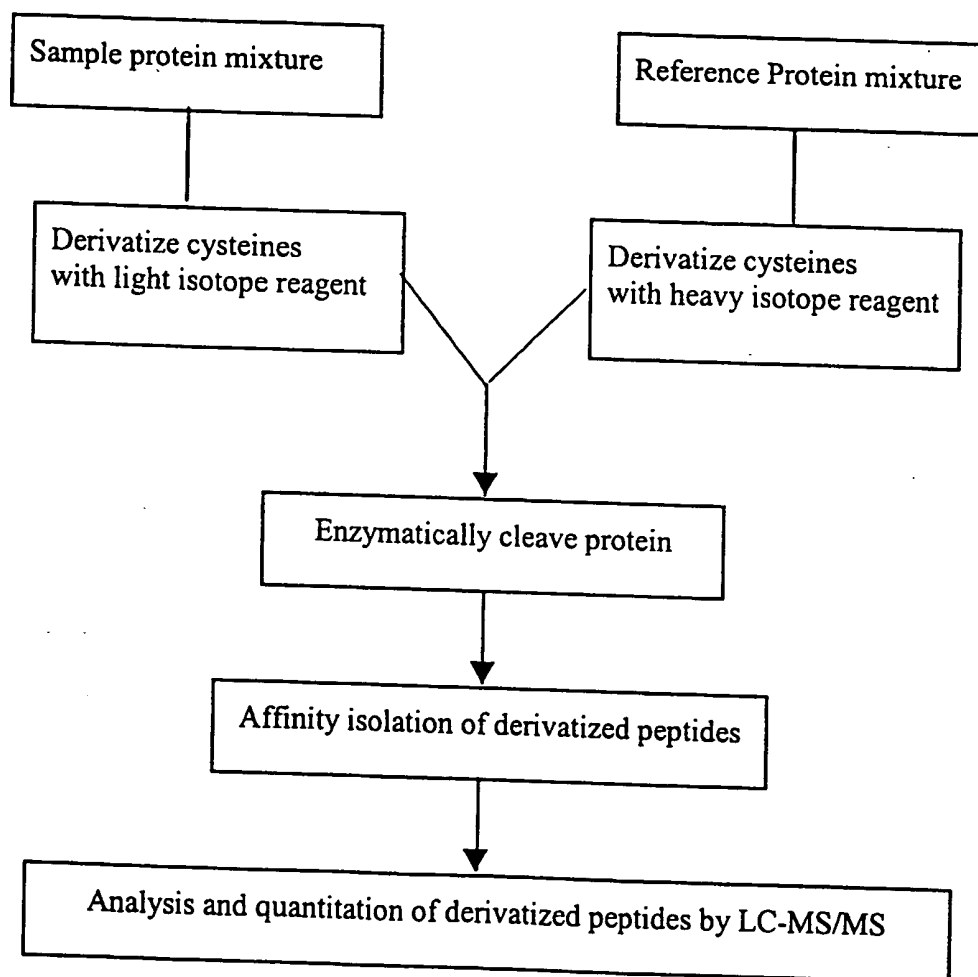 Sample protein mixture
Reference Protein mixture
Derivatize cysteines
with light isotope reagent
Derivatize cysteines
with heavy isotope reagent
Enzymatically cleave protein
Affinity isolation of derivatized peptides
Analysis and quantitation of derivatized peptides by LC-MS/MS